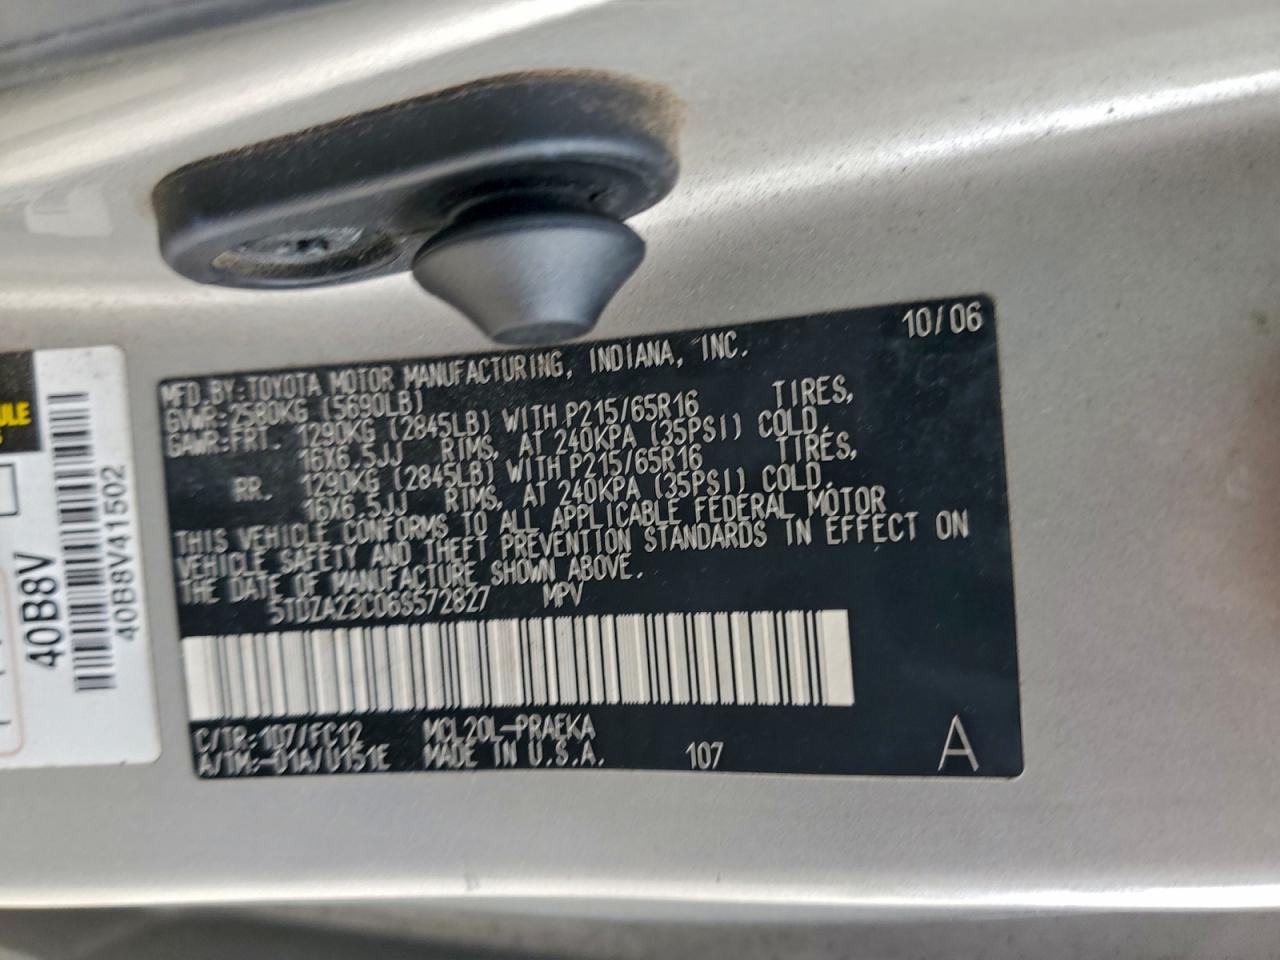 10/06
MFD.BY:TOYOTA MOTOR MANUFACTURING, INDIANA, INC.
GVWR:2580KG (5690LB)
GAWR:FRT. 1290KG (2845LB) WITH P215/65R16 TIRES,
16X6.5JJ RIMS, AT 240KPA (35PSI) COLD.
RR. 1290KG (2845LB) WITH P215/65R16 TIRES,
16X6.5JJ RIMS, AT 240KPA (35PSI) COLD.
THIS VEHICLE CONFORMS TO ALL APPLICABLE FEDERAL MOTOR
VEHICLE SAFETY AND THEFT PREVENTION STANDARDS IN EFFECT ON
THE DATE OF MANUFACTURE SHOWN ABOVE.
5TDZA23C06S572827 MPV
C/TR:107/FC12 MCL20L-PRAEKA
A/TM:-01A/U151E MADE IN U.S.A. 107
A
40B8V
40B8V41502